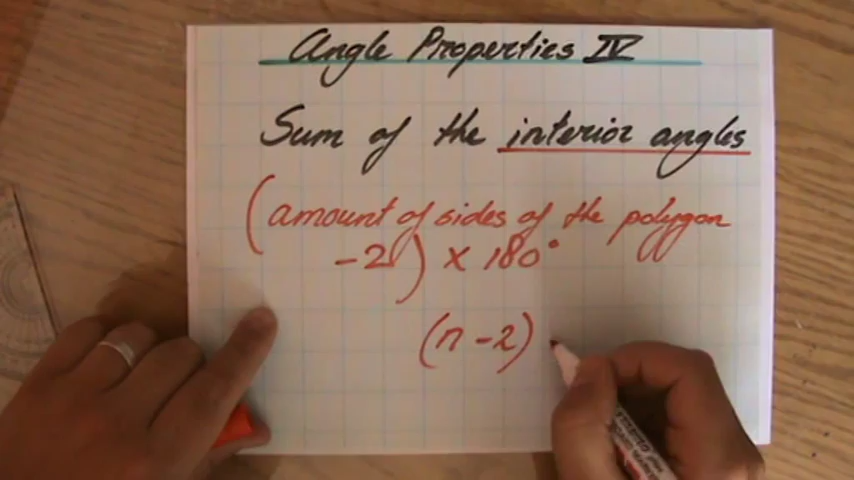 Angle Properties IV
Sum of the interior angles
(amount of sides of the polygon
-2) x 180°
(n-2)